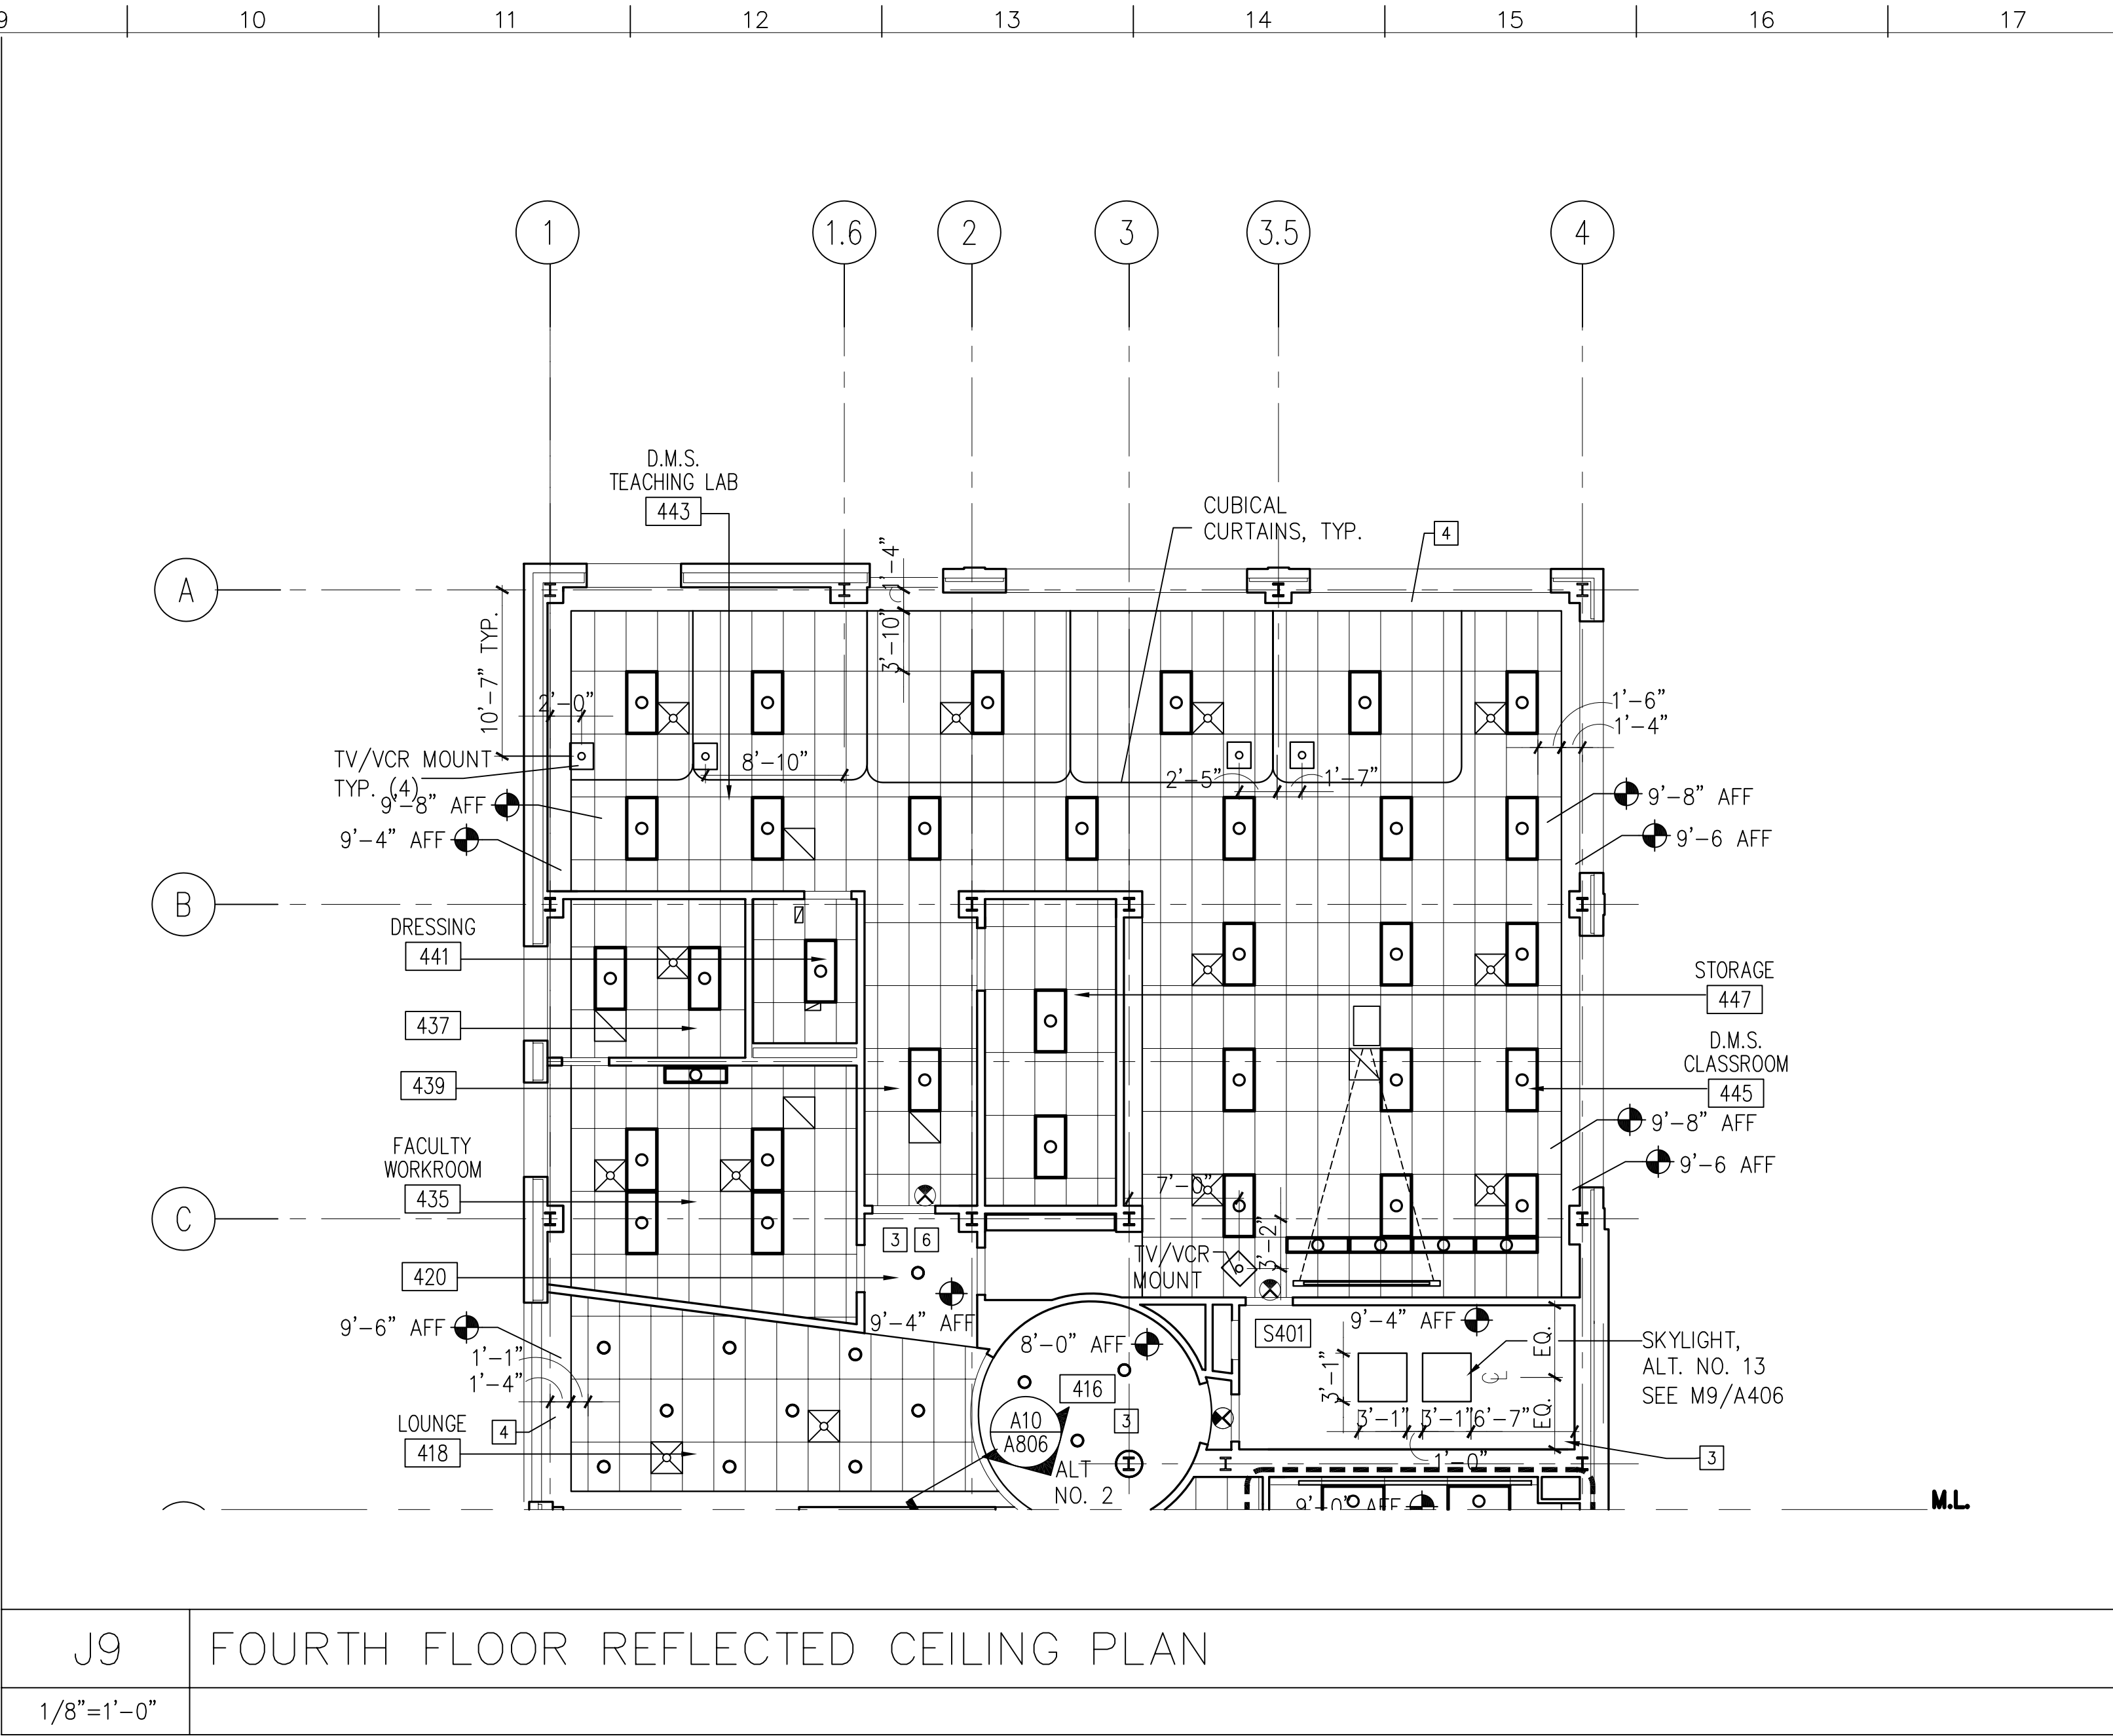 9
10
11
12
13
14
15
16
17
1
1.6
2
3
3.5
4
D.M.S.
TEACHING LAB
443
CUBICAL
CURTAINS, TYP.
4
A
1'-4"
3'-10"
10'-7" TYP.
2'-0"
1'-6"
1'-4"
TV/VCR MOUNT
TYP. (4)
8'-10"
2'-5"
1'-7"
9'-8" AFF
9'-4" AFF
9'-8" AFF
9'-6 AFF
B
DRESSING
441
437
STORAGE
447
D.M.S.
CLASSROOM
445
439
9'-8" AFF
9'-6 AFF
FACULTY
WORKROOM
435
7'-0"
C
3 6
3'-2"
TV/VCR
MOUNT
420
9'-4" AFF
9'-6" AFF
1'-1"
1'-4"
8'-0" AFF
S401
9'-4" AFF
EQ.
SKYLIGHT,
ALT. NO. 13
SEE M9/A406
3'-1"
416
3
LOUNGE
418
4
A10
A806
ALT
NO. 2
3'-1"
3'-1"
6'-7"
EQ.
1'-0"
3
9'-0" AFF
M.L.
J9
FOURTH FLOOR REFLECTED CEILING PLAN
1/8"=1'-0"